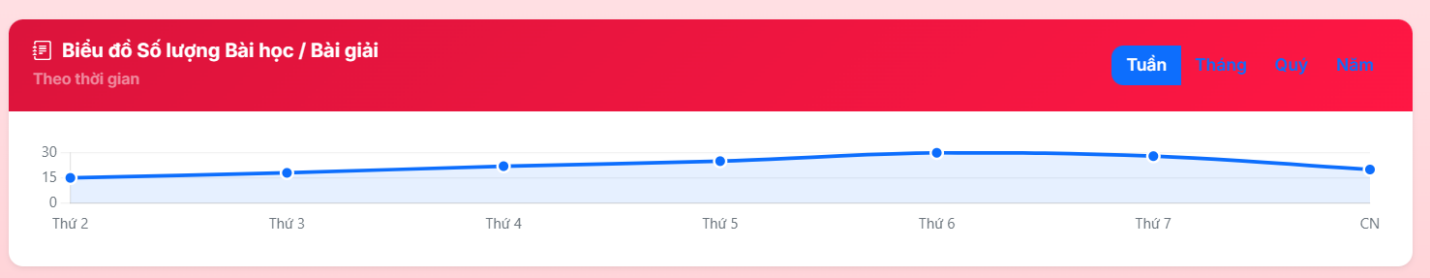 Biểu đồ Số lượng Bài học / Bài giải
Theo thời gian
Tuần Tháng Quý Năm
30
15
0
Thứ 2 Thứ 3 Thứ 4 Thứ 5 Thứ 6 Thứ 7 CN